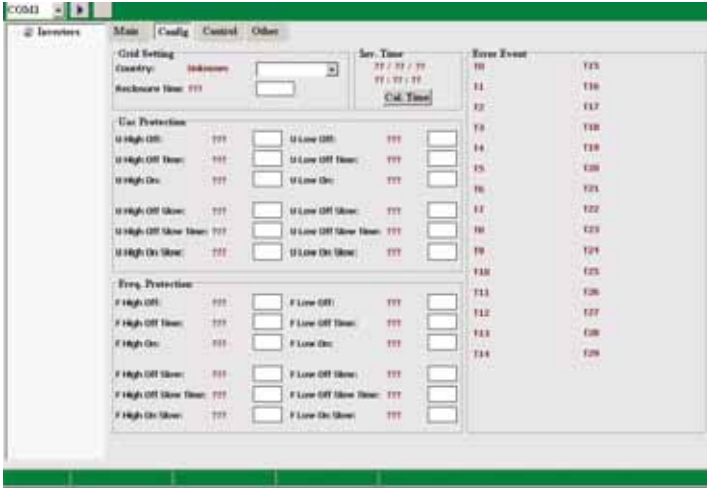 COM3
Inverters
Main Config Control Other
Grid Setting
Country: Unknown
Reclosure Time: ???
Inv. Time
?? / ?? / ??
?? : ?? : ??
Cal. Time
Uac Protection
U High Off: ??? U Low Off: ???
U High Off Time: ??? U Low Off Time: ???
U High On: ??? U Low On: ???
U High Off Slow: ??? U Low Off Slow: ???
U High Off Slow Time: ??? U Low Off Slow Time: ???
U High On Slow: ??? U Low On Slow: ???
Freq. Protection
F High Off: ??? F Low Off: ???
F High Off Time: ??? F Low Off Time: ???
F High On: ??? F Low On: ???
F High Off Slow: ??? F Low Off Slow: ???
F High Off Slow Time: ??? F Low Off Slow Time: ???
F High On Slow: ??? F Low On Slow: ???
Error Event
T0 T15
T1 T16
T2 T17
T3 T18
T4 T19
T5 T20
T6 T21
T7 T22
T8 T23
T9 T24
T10 T25
T11 T26
T12 T27
T13 T28
T14 T29